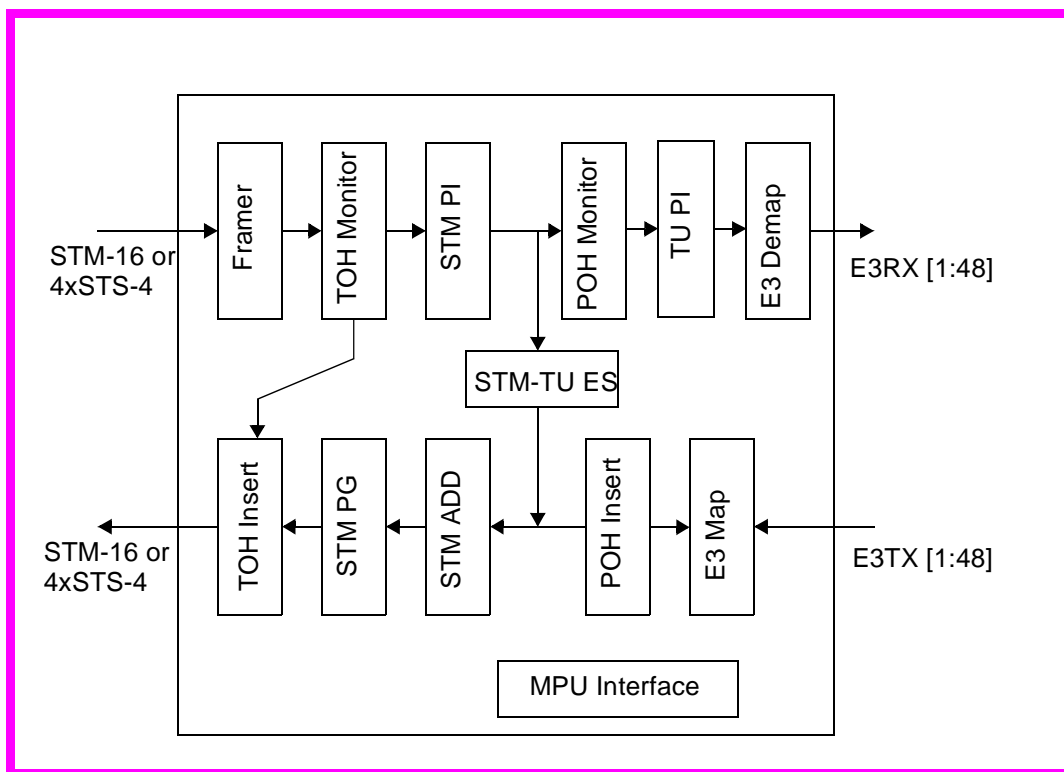 Framer
TOH Monitor
STM PI
POH Monitor
TU PI
E3 Demap
STM-16 or
4xSTS-4
E3RX [1:48]
STM-TU ES
TOH Insert
STM PG
STM ADD
POH Insert
E3 Map
STM-16 or
4xSTS-4
E3TX [1:48]
MPU Interface